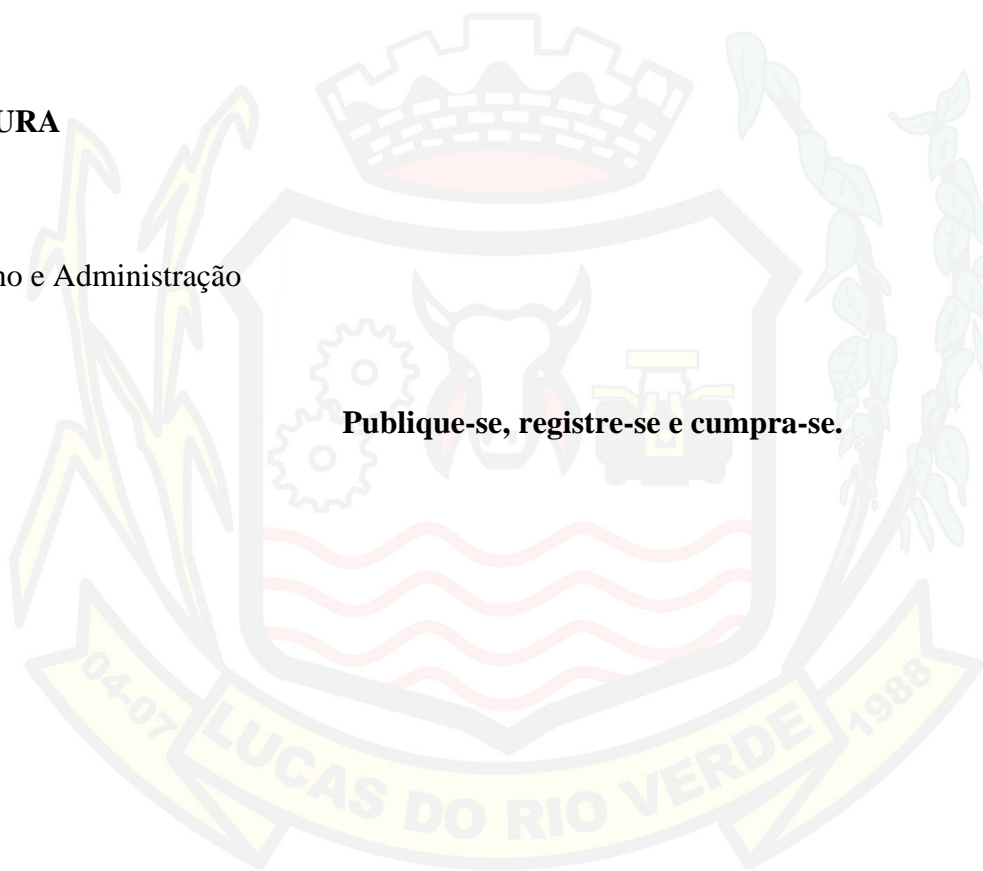 URA
no e Administração
Publique-se, registre-se e cumpra-se.
04-07 LUCAS DO RIO VERDE 1988